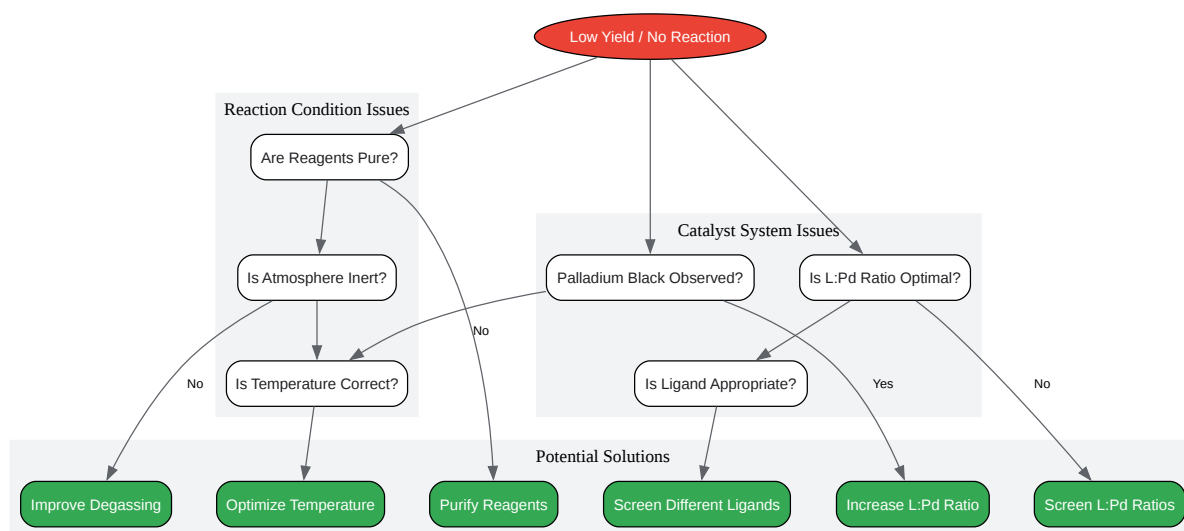 Low Yield / No Reaction
Reaction Condition Issues
Are Reagents Pure?
Catalyst System Issues
Is Atmosphere Inert?
Palladium Black Observed?
Is L:Pd Ratio Optimal?
No
Is Temperature Correct?
Is Ligand Appropriate?
No
Yes
No
Potential Solutions
Improve Degassing
Optimize Temperature
Purify Reagents
Screen Different Ligands
Increase L:Pd Ratio
Screen L:Pd Ratios